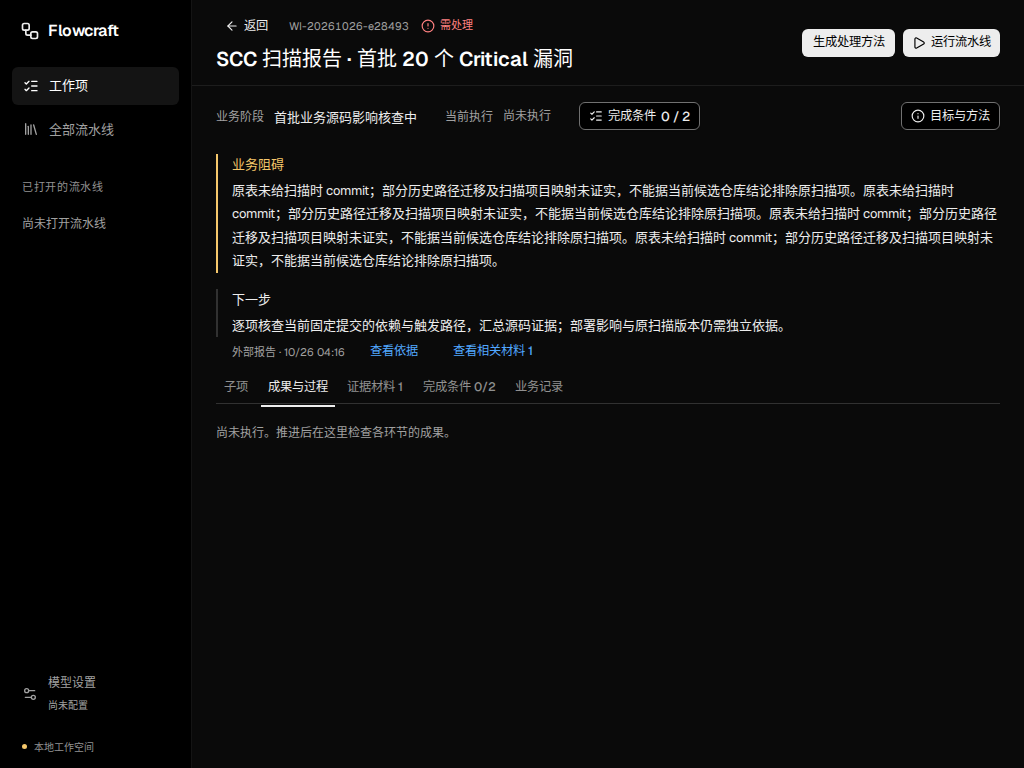 Flowcraft
工作项
全部流水线
已打开的流水线
尚未打开流水线
模型设置
尚未配置
本地工作空间
返回 WI-20261026-e28493 需处理
SCC 扫描报告 · 首批 20 个 Critical 漏洞
生成处理方法 运行流水线
业务阶段 首批业务源码影响核查中 当前执行 尚未执行 完成条件 0 / 2 目标与方法
业务阻碍
原表未给扫描时 commit；部分历史路径迁移及扫描项目映射未证实，不能据当前候选仓库结论排除原扫描项。原表未给扫描时
commit；部分历史路径迁移及扫描项目映射未证实，不能据当前候选仓库结论排除原扫描项。原表未给扫描时 commit；部分历史路径
迁移及扫描项目映射未证实，不能据当前候选仓库结论排除原扫描项。原表未给扫描时 commit；部分历史路径迁移及扫描项目映射未
证实，不能据当前候选仓库结论排除原扫描项。
下一步
逐项核查当前固定提交的依赖与触发路径，汇总源码证据；部署影响与原扫描版本仍需独立依据。
外部报告 · 10/26 04:16 查看依据 查看相关材料 1
子项 成果与过程 证据材料 1 完成条件 0/2 业务记录
尚未执行。推进后在这里检查各环节的成果。